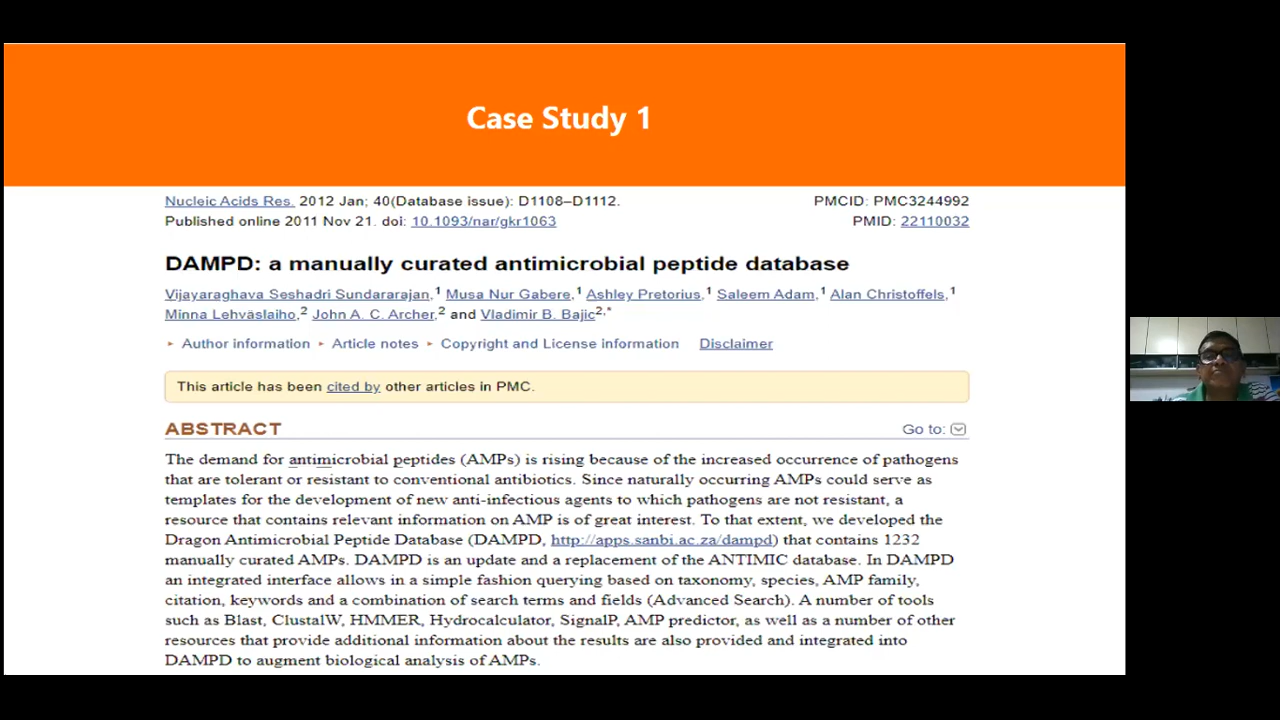 Case Study 1
Nucleic Acids Res. 2012 Jan; 40(Database issue): D1108–D1112.
PMCID: PMC3244992
Published online 2011 Nov 21. doi: 10.1093/nar/gkr1063
PMID: 22110032
DAMPD: a manually curated antimicrobial peptide database
Vijayaraghava Seshadri Sundararajan,1 Musa Nur Gabere,1 Ashley Pretorius,1 Saleem Adam,1 Alan Christoffels,1
Minna Lehväslaiho,2 John A. C. Archer,2 and Vladimir B. Bajic2,*
Author information Article notes Copyright and License information Disclaimer
This article has been cited by other articles in PMC.
ABSTRACT
Go to:
The demand for antimicrobial peptides (AMPs) is rising because of the increased occurrence of pathogens
that are tolerant or resistant to conventional antibiotics. Since naturally occurring AMPs could serve as
templates for the development of new anti-infectious agents to which pathogens are not resistant, a
resource that contains relevant information on AMP is of great interest. To that extent, we developed the
Dragon Antimicrobial Peptide Database (DAMPD, http://apps.sanbi.ac.za/dampd) that contains 1232
manually curated AMPs. DAMPD is an update and a replacement of the ANTIMIC database. In DAMPD
an integrated interface allows in a simple fashion querying based on taxonomy, species, AMP family,
citation, keywords and a combination of search terms and fields (Advanced Search). A number of tools
such as Blast, ClustalW, HMMER, Hydrocalculator, SignalP, AMP predictor, as well as a number of other
resources that provide additional information about the results are also provided and integrated into
DAMPD to augment biological analysis of AMPs.